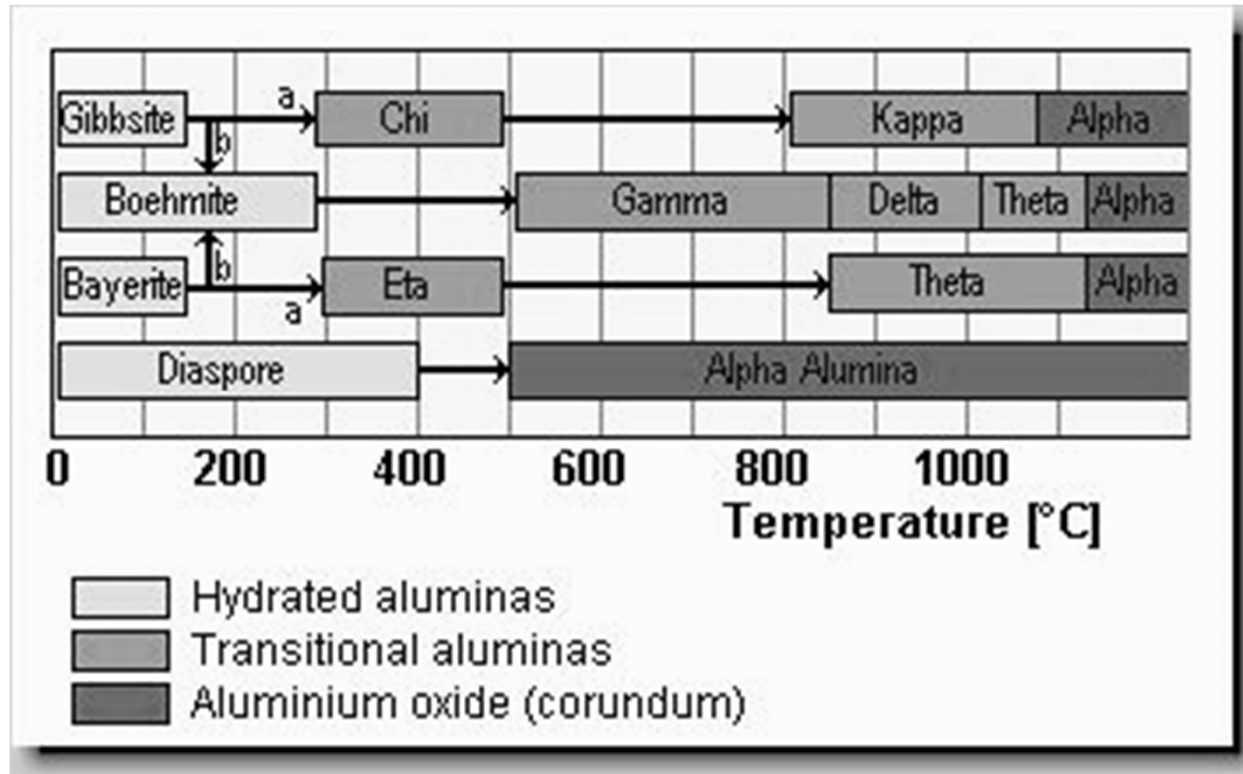 a
Gibbsite Chi Kappa Alpha
b
Boehmite Gamma Delta Theta Alpha
b
Bayerite Eta Theta Alpha
a
Diaspore Alpha Alumina
0 200 400 600 800 1000
Temperature [°C]
Hydrated aluminas
Transitional aluminas
Aluminium oxide (corundum)